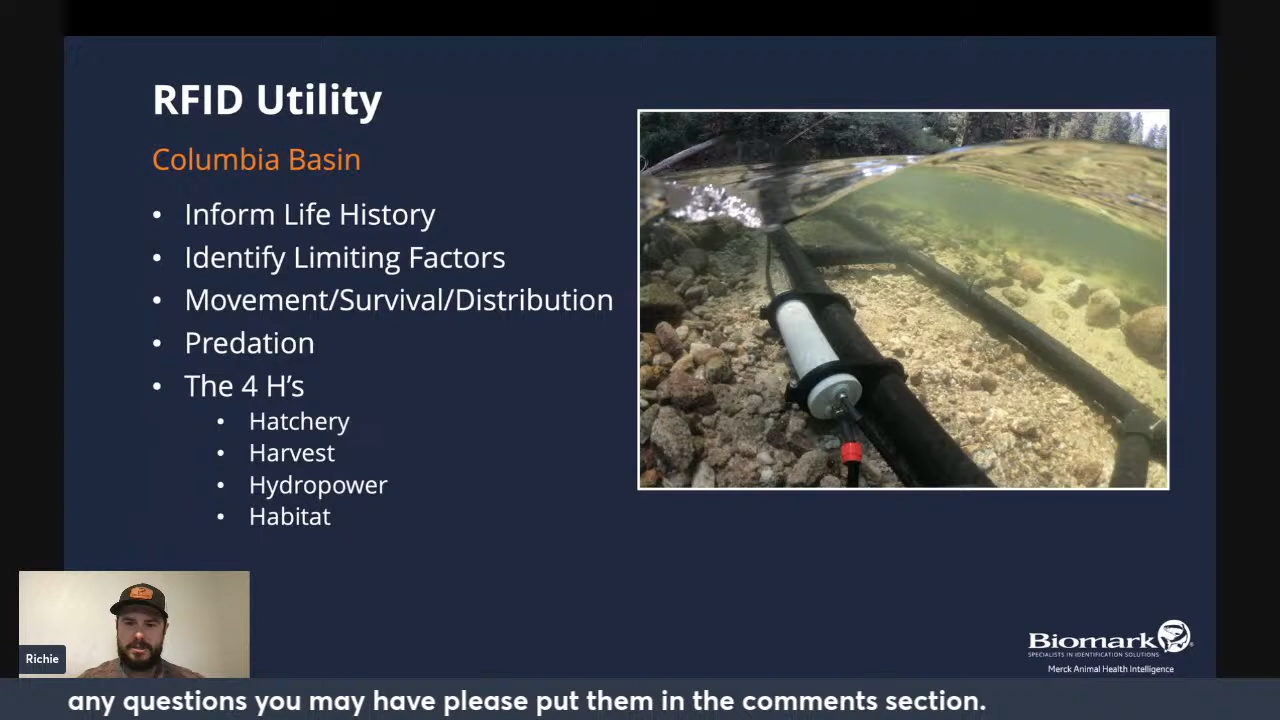 RFID Utility
Columbia Basin
• Inform Life History
• Identify Limiting Factors
• Movement/Survival/Distribution
• Predation
• The 4 H's
• Hatchery
• Harvest
• Hydropower
• Habitat
Richie
Biomark®
SPECIALISTS IN IDENTIFICATION SOLUTIONS
Merck Animal Health Intelligence
any questions you may have please put them in the comments section.